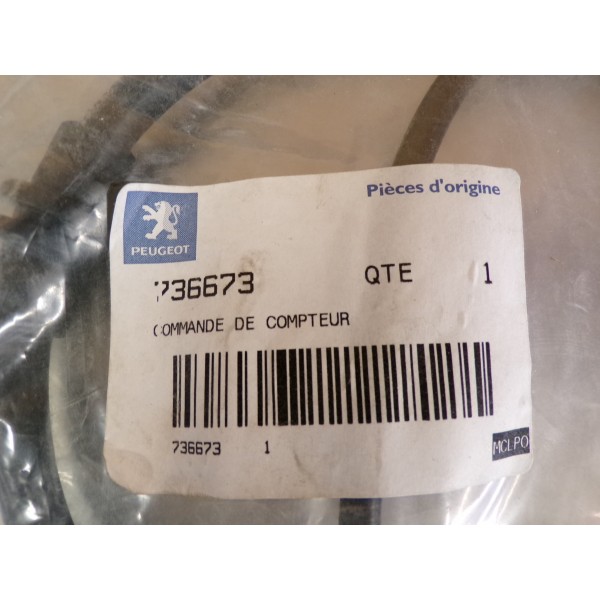 Pièces d'origine
PEUGEOT
736673 QTE 1
COMMANDE DE COMPTEUR
736673 1
MCLPO